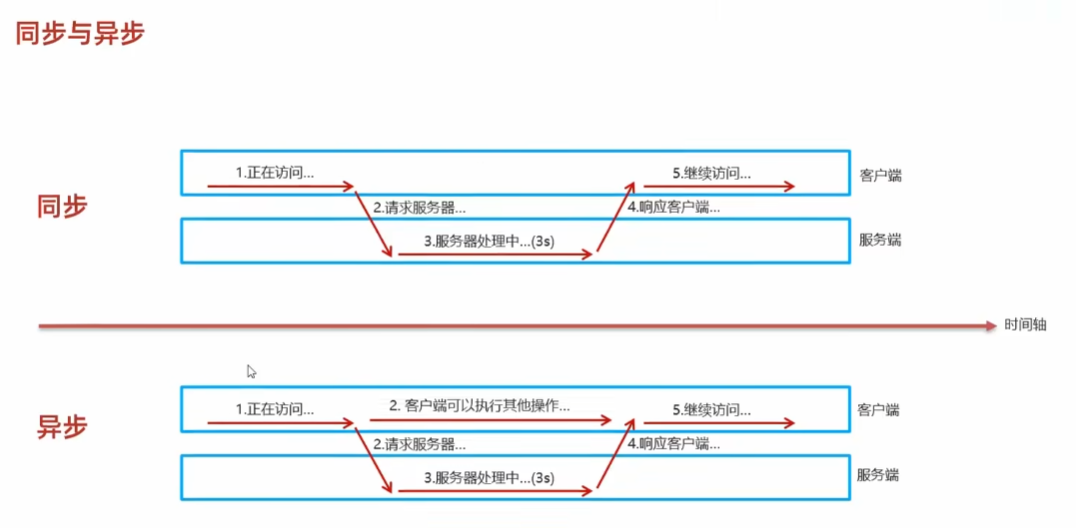 同步与异步
1.正在访问...
5.继续访问...
客户端
同步
2.请求服务器...
4.响应客户端...
3.服务器处理中...(3s)
服务端
时间轴
1.正在访问...
2. 客户端可以执行其他操作...
5.继续访问...
客户端
异步
2.请求服务器...
4.响应客户端...
3.服务器处理中...(3s)
服务端